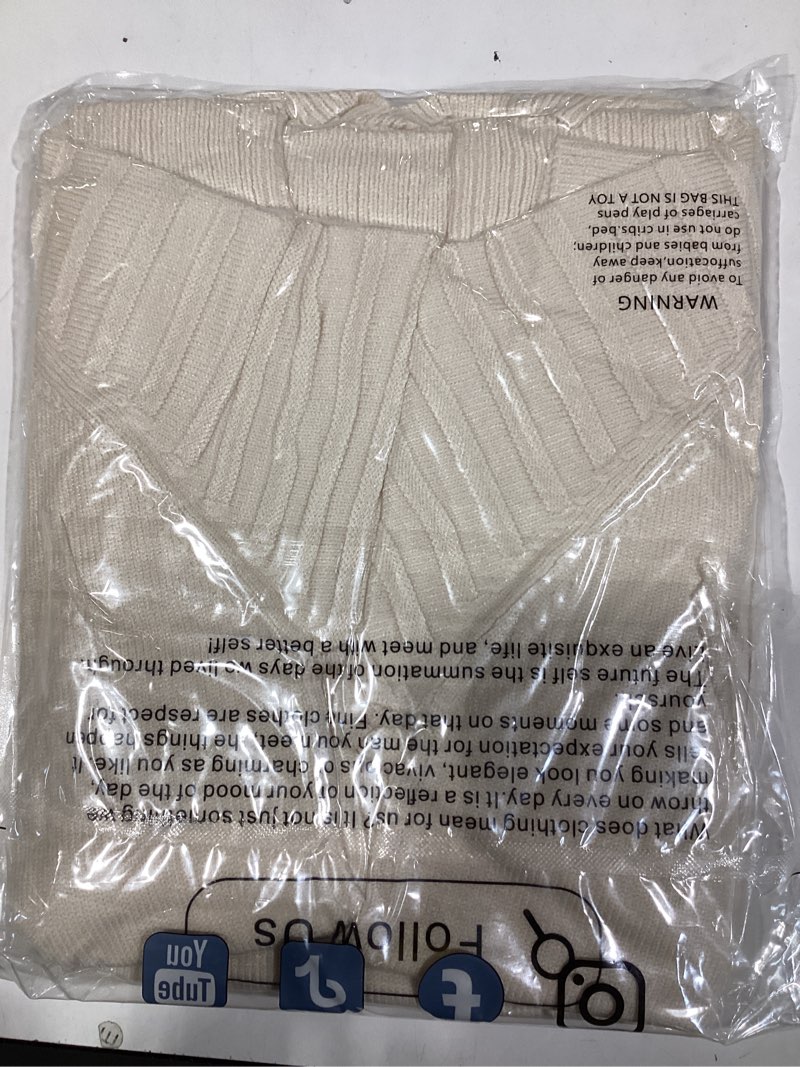 You
Tube
Follow Us
What does clothing mean for us? It is not just something we
throw on every day. It is a reflection of your mood of the day,
making you look elegant, vivacious or charming as you like. It
tells your expectation for the man you meet, the things happen
and some moments on that day. Fine clothes are respect for
yourself.
The future self is the summation of the days we lived through.
Live an exquisite life, and meet with a better self!
WARNING
To avoid any danger of
suffocation,keep away
from babies and children;
do not use in cribs.bed,
carriages of play pens
THIS BAG IS NOT A TOY